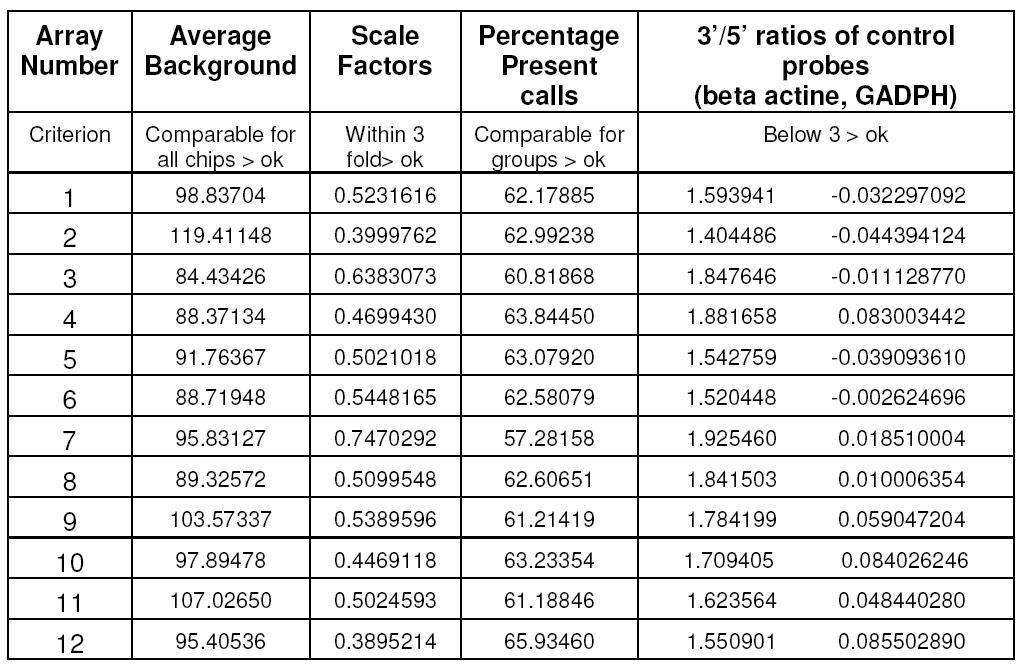 Array Number Average Background Scale Factors Percentage Present calls 3’/5’ ratios of control probes (beta actine, GADPH)
Criterion Comparable for all chips > ok Within 3 fold> ok Comparable for groups > ok Below 3 > ok
1 98.83704 0.5231616 62.17885 1.593941 -0.032297092
2 119.41148 0.3999762 62.99238 1.404486 -0.044394124
3 84.43426 0.6383073 60.81868 1.847646 -0.011128770
4 88.37134 0.4699430 63.84450 1.881658 0.083003442
5 91.76367 0.5021018 63.07920 1.542759 -0.039093610
6 88.71948 0.5448165 62.58079 1.520448 -0.002624696
7 95.83127 0.7470292 57.28158 1.925460 0.018510004
8 89.32572 0.5099548 62.60651 1.841503 0.010006354
9 103.57337 0.5389596 61.21419 1.784199 0.059047204
10 97.89478 0.4469118 63.23354 1.709405 0.084026246
11 107.02650 0.5024593 61.18846 1.623564 0.048440280
12 95.40536 0.3895214 65.93460 1.550901 0.085502890